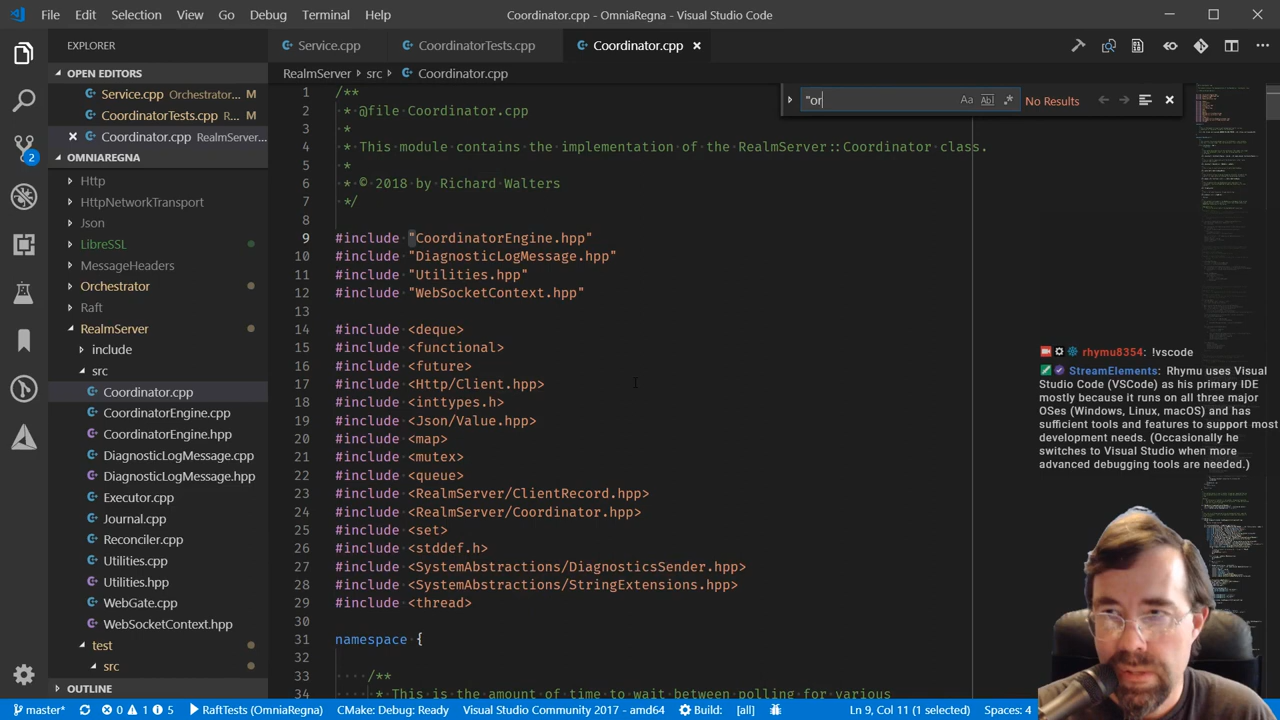 File Edit Selection View Go Debug Terminal Help
Coordinator.cpp - OmniaRegna - Visual Studio Code
EXPLORER
OPEN EDITORS
Service.cpp Orchestrator... M
CoordinatorTests.cpp R... M
Coordinator.cpp RealmServer...
OMNIAREGNA
Http
HttpNetworkTransport
Json
LibreSSL
MessageHeaders
Orchestrator
Raft
RealmServer
include
src
Coordinator.cpp
CoordinatorEngine.cpp
CoordinatorEngine.hpp
DiagnosticLogMessage.cpp
DiagnosticLogMessage.hpp
Executor.cpp
Journal.cpp
Reconciler.cpp
Utilities.cpp
Utilities.hpp
WebGate.cpp
WebSocketContext.hpp
test
src
OUTLINE
2
Service.cpp CoordinatorTests.cpp Coordinator.cpp
RealmServer › src › Coordinator.cpp
"or Aa Abl .* No Results
1 /**
2 * @file Coordinator.cpp
3 *
4 * This module contains the implementation of the RealmServer::Coordinator class.
5 *
6 * © 2018 by Richard Walters
7 */
8
9 #include "CoordinatorEngine.hpp"
10 #include "DiagnosticLogMessage.hpp"
11 #include "Utilities.hpp"
12 #include "WebSocketContext.hpp"
13
14 #include <deque>
15 #include <functional>
16 #include <future>
17 #include <Http/Client.hpp>
18 #include <inttypes.h>
19 #include <Json/Value.hpp>
20 #include <map>
21 #include <mutex>
22 #include <queue>
23 #include <RealmServer/ClientRecord.hpp>
24 #include <RealmServer/Coordinator.hpp>
25 #include <set>
26 #include <stddef.h>
27 #include <SystemAbstractions/DiagnosticsSender.hpp>
28 #include <SystemAbstractions/StringExtensions.hpp>
29 #include <thread>
30
31 namespace {
32
33 /**
34 * This is the amount of time to wait between polling for various
rhymu8354: !vscode
StreamElements: Rhymu uses Visual
Studio Code (VSCode) as his primary IDE
mostly because it runs on all three major
OSes (Windows, Linux, macOS) and has
sufficient tools and features to support most
development needs. (Occasionally he
switches to Visual Studio when more
advanced debugging tools are needed.)
master* 0 1 5 RaftTests (OmniaRegna) CMake: Debug: Ready Visual Studio Community 2017 - amd64 Build: [all] Ln 9, Col 11 (1 selected) Spaces: 4